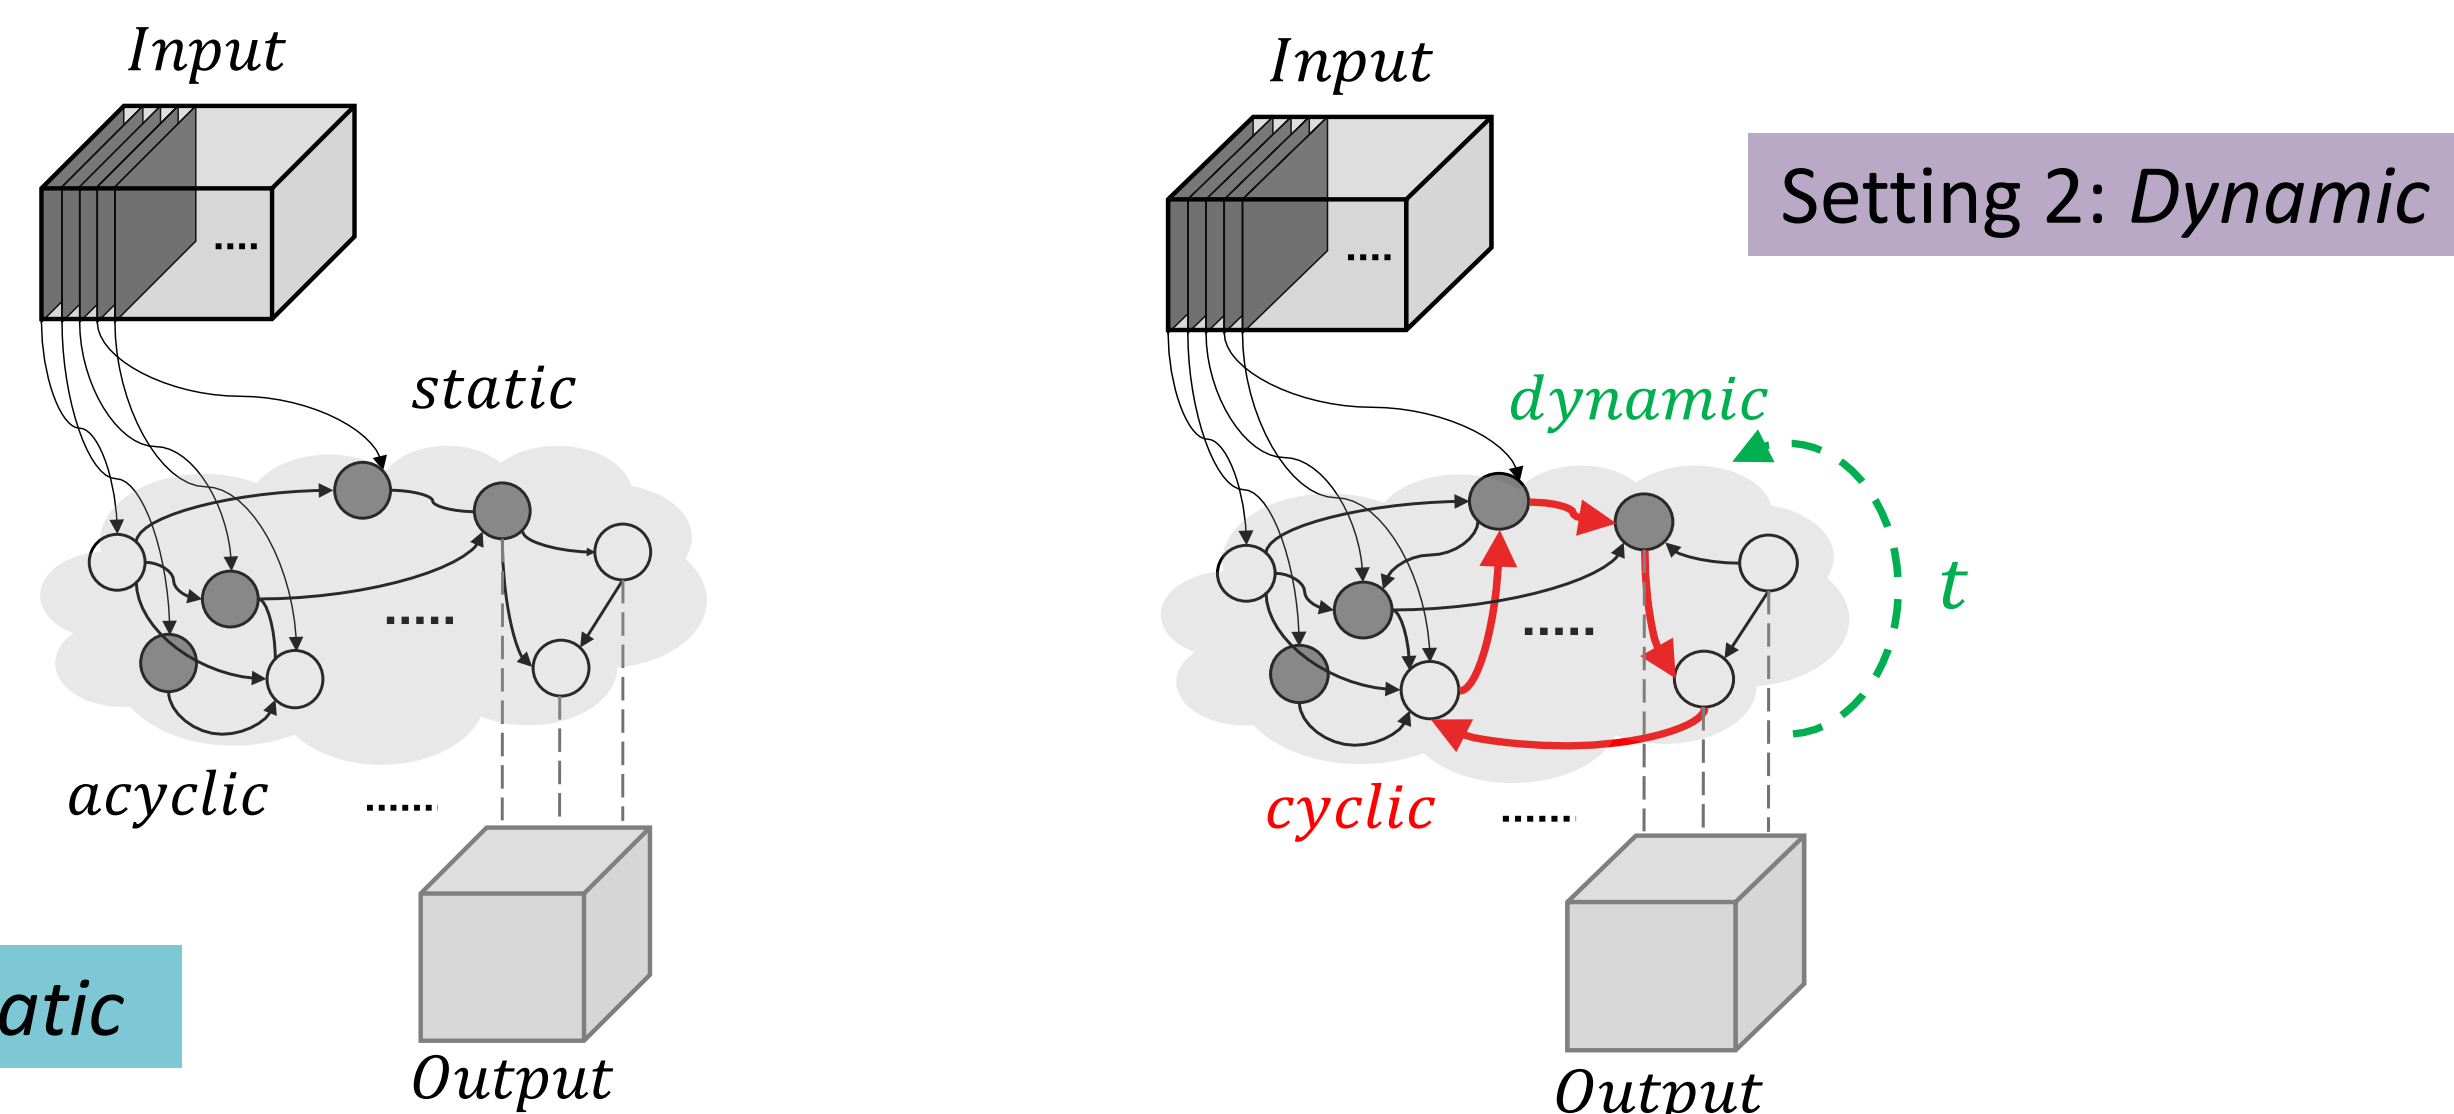 Input
static
acyclic
.......
atic
Output
Input
Setting 2: Dynamic
dynamic
t
cyclic
.......
Output